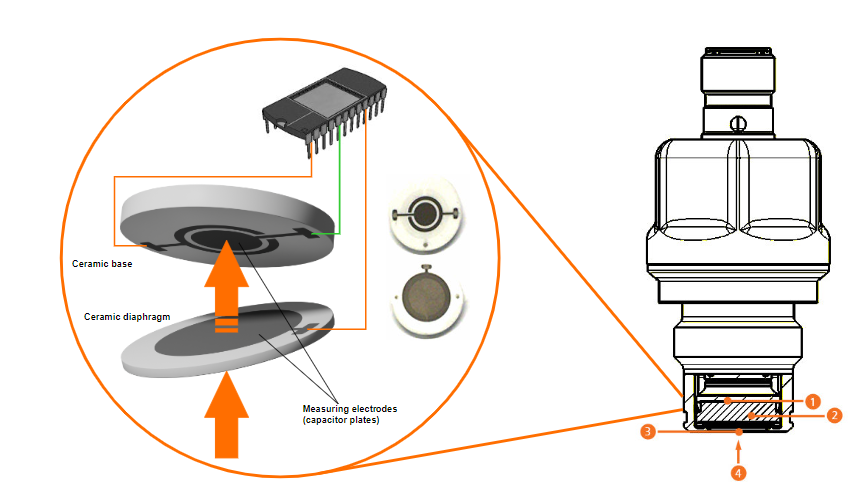 Ceramic base
Ceramic diaphragm
Measuring electrodes
(capacitor plates)
1
2
3
4